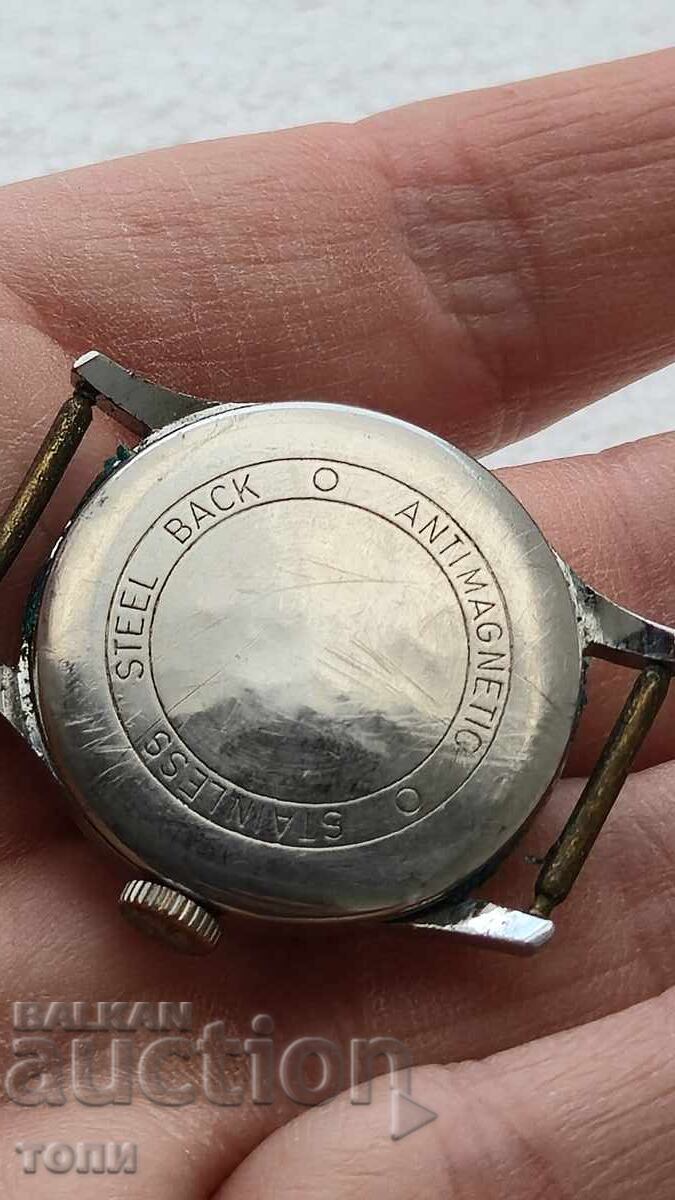 STAINLESS STEEL BACK O ANTIMAGNETIC O
BALKAN
auction
топи